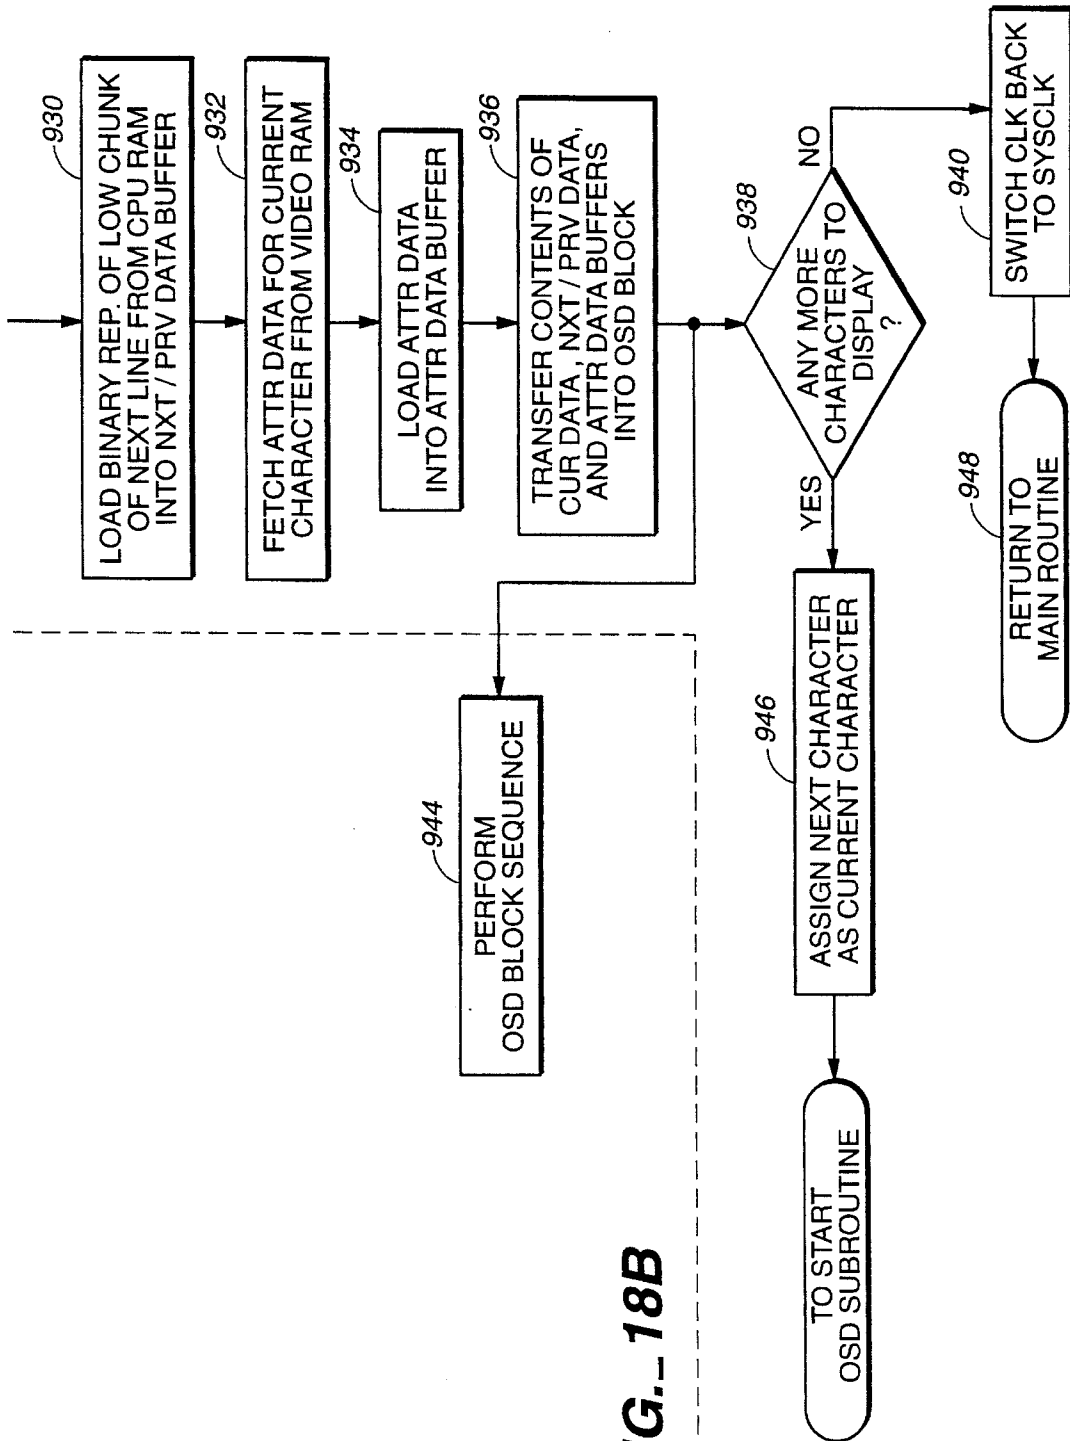 930
LOAD BINARY REP. OF LOW CHUNK
OF NEXT LINE FROM CPU RAM
INTO NXT / PRV DATA BUFFER
932
FETCH ATTR DATA FOR CURRENT
CHARACTER FROM VIDEO RAM
934
LOAD ATTR DATA
INTO ATTR DATA BUFFER
936
TRANSFER CONTENTS OF
CUR DATA, NXT / PRV DATA,
AND ATTR DATA BUFFERS
INTO OSD BLOCK
944
PERFORM
OSD BLOCK SEQUENCE
938
ANY MORE
CHARACTERS TO
DISPLAY
?
YES
NO
946
ASSIGN NEXT CHARACTER
AS CURRENT CHARACTER
TO START
OSD SUBROUTINE
940
SWITCH CLK BACK
TO SYSCLK
948
RETURN TO
MAIN ROUTINE
G._18B